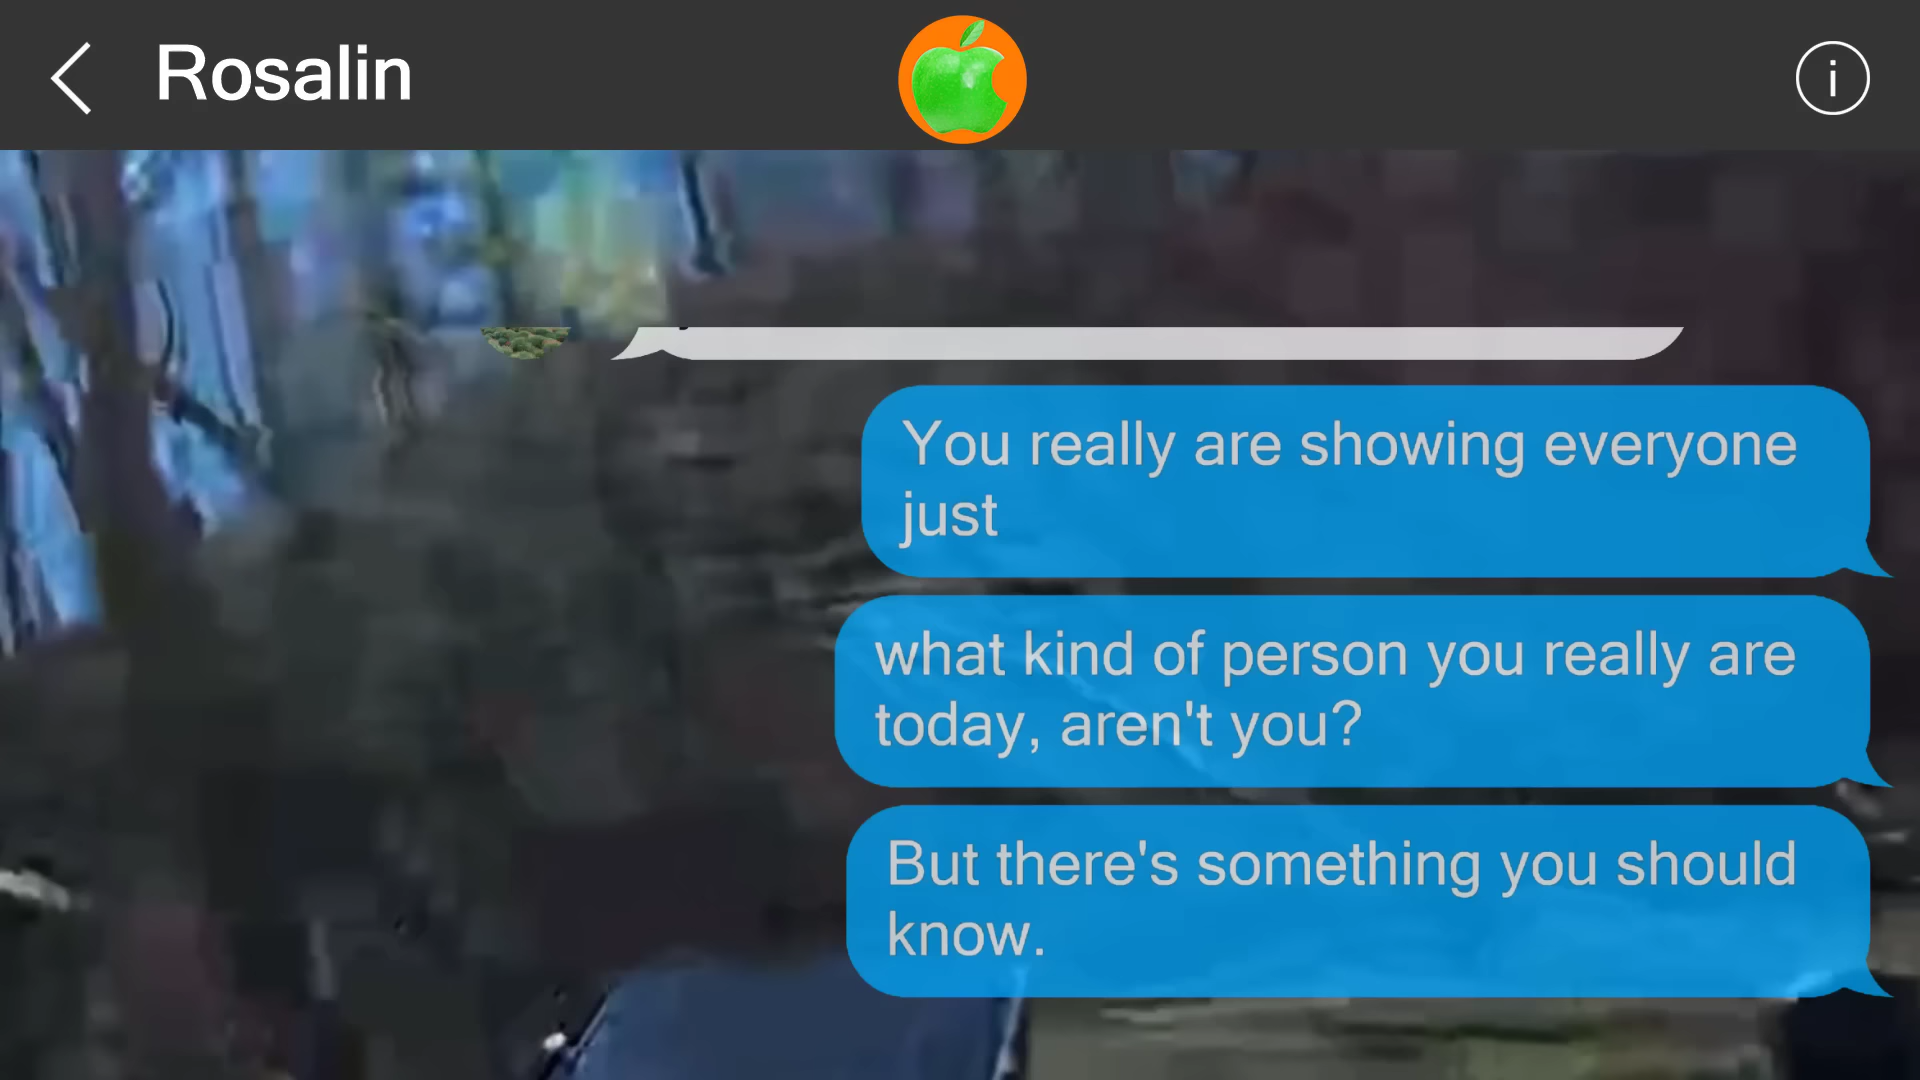 Rosalin
i
You really are showing everyone
just
what kind of person you really are
today, aren't you?
But there's something you should
know.